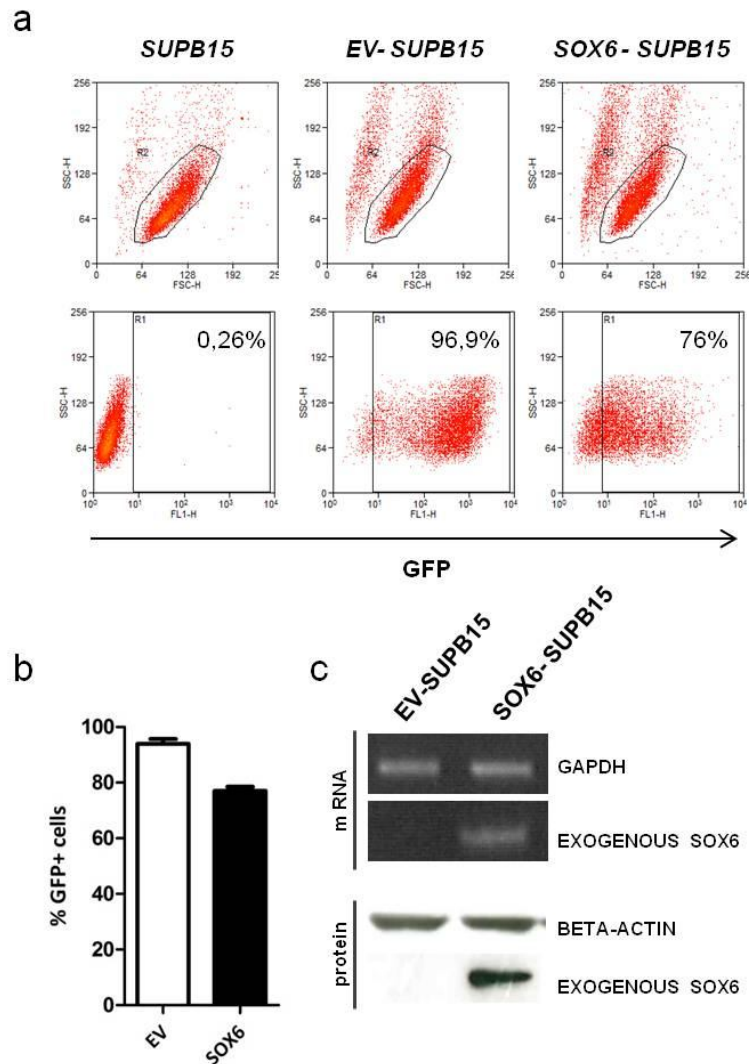 a
SUPB15
EV- SUPB15
SOX6 - SUPB15
256
192
128
64
0
SSC-H
R2
0 64 128 192 25
FSC-H
256
192
128
64
0
SSC-H
R2
0 64 128 192 256
FSC-H
256
192
128
64
0
SSC-H
0 64 128 192 256
FSC-H
256
192
128
64
0
SSC-H
R1
0,26%
10⁰ 10¹ 10² 10³ 10⁴
FL1-H
256
192
128
64
0
SSC-H
R1
96,9%
10⁰ 10¹ 10² 10³ 10⁴
FL1-H
256
192
128
64
0
SSC-H
R1
76%
10⁰ 10¹ 10² 10³ 10⁴
FL1-H
GFP
b
100
80
60
40
20
0
% GFP+ cells
EV
SOX6
c
EV-SUPB15
SOX6- SUPB15
m RNA
GAPDH
EXOGENOUS SOX6
protein
BETA-ACTIN
EXOGENOUS SOX6